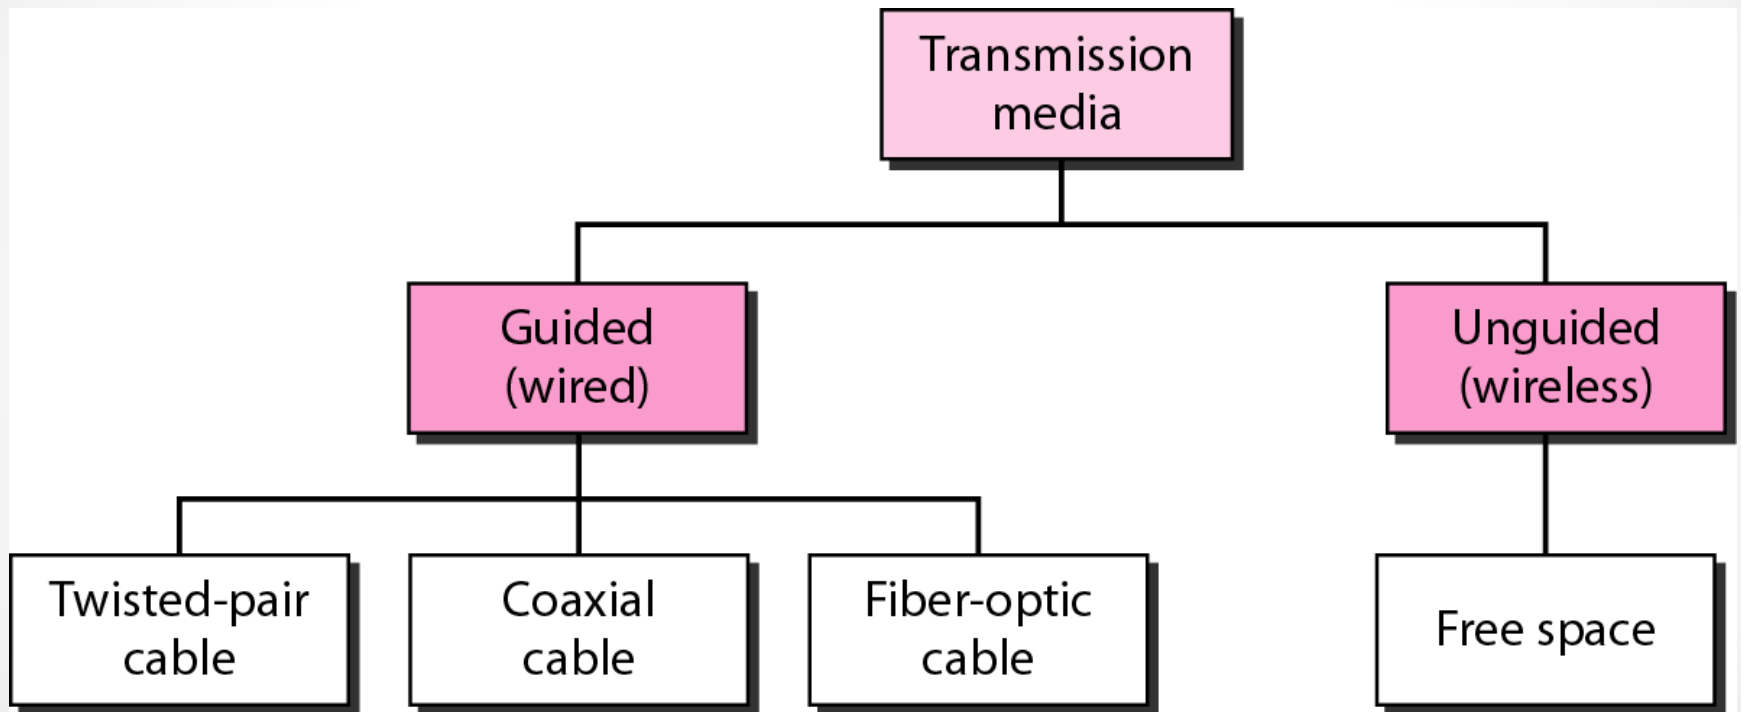 Transmission
media
Guided
(wired)
Unguided
(wireless)
Twisted-pair
cable
Coaxial
cable
Fiber-optic
cable
Free space